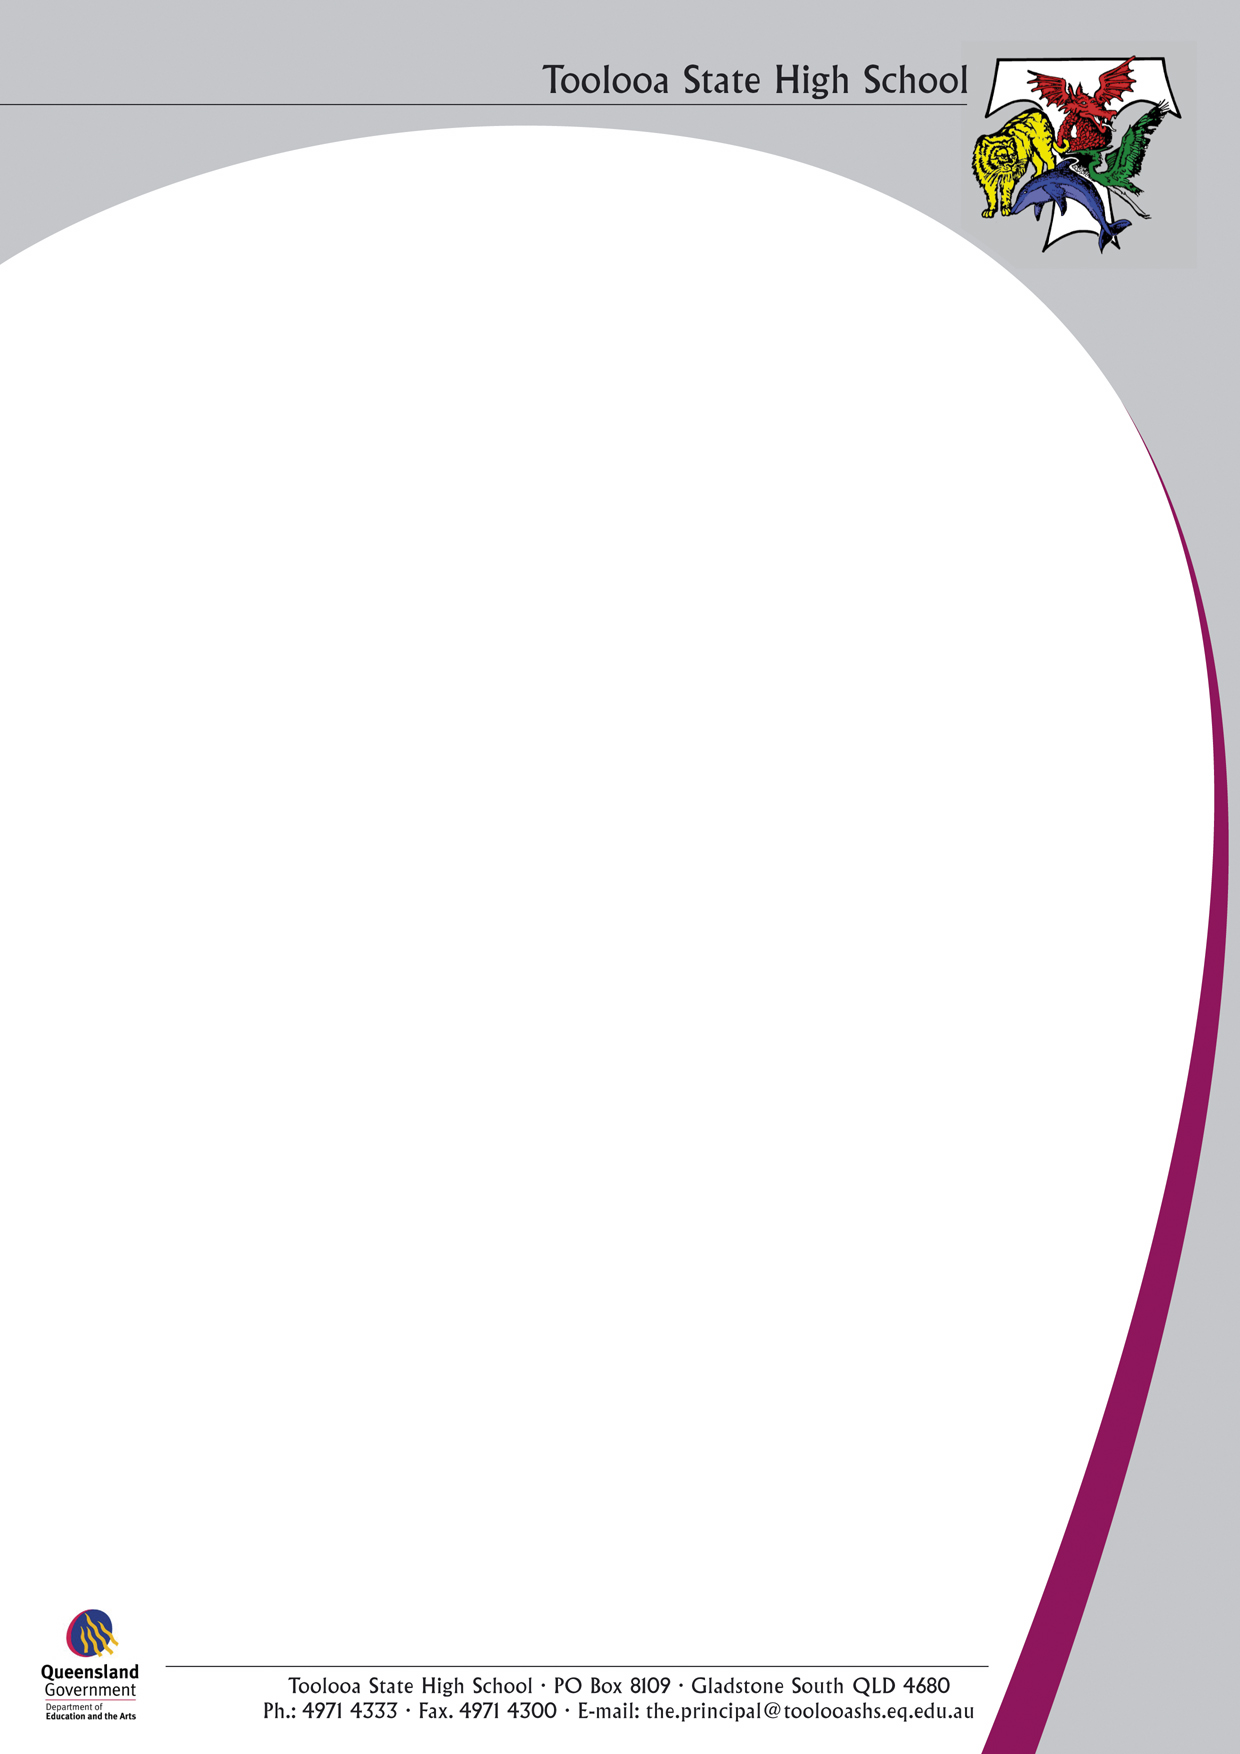 Toolooa State High School
Queensland
Government
Department of
Education and the Arts
Toolooa State High School · PO Box 8109 · Gladstone South QLD 4680
Ph.: 4971 4333 · Fax. 4971 4300 · E-mail: the.principal@toolooashs.eq.edu.au